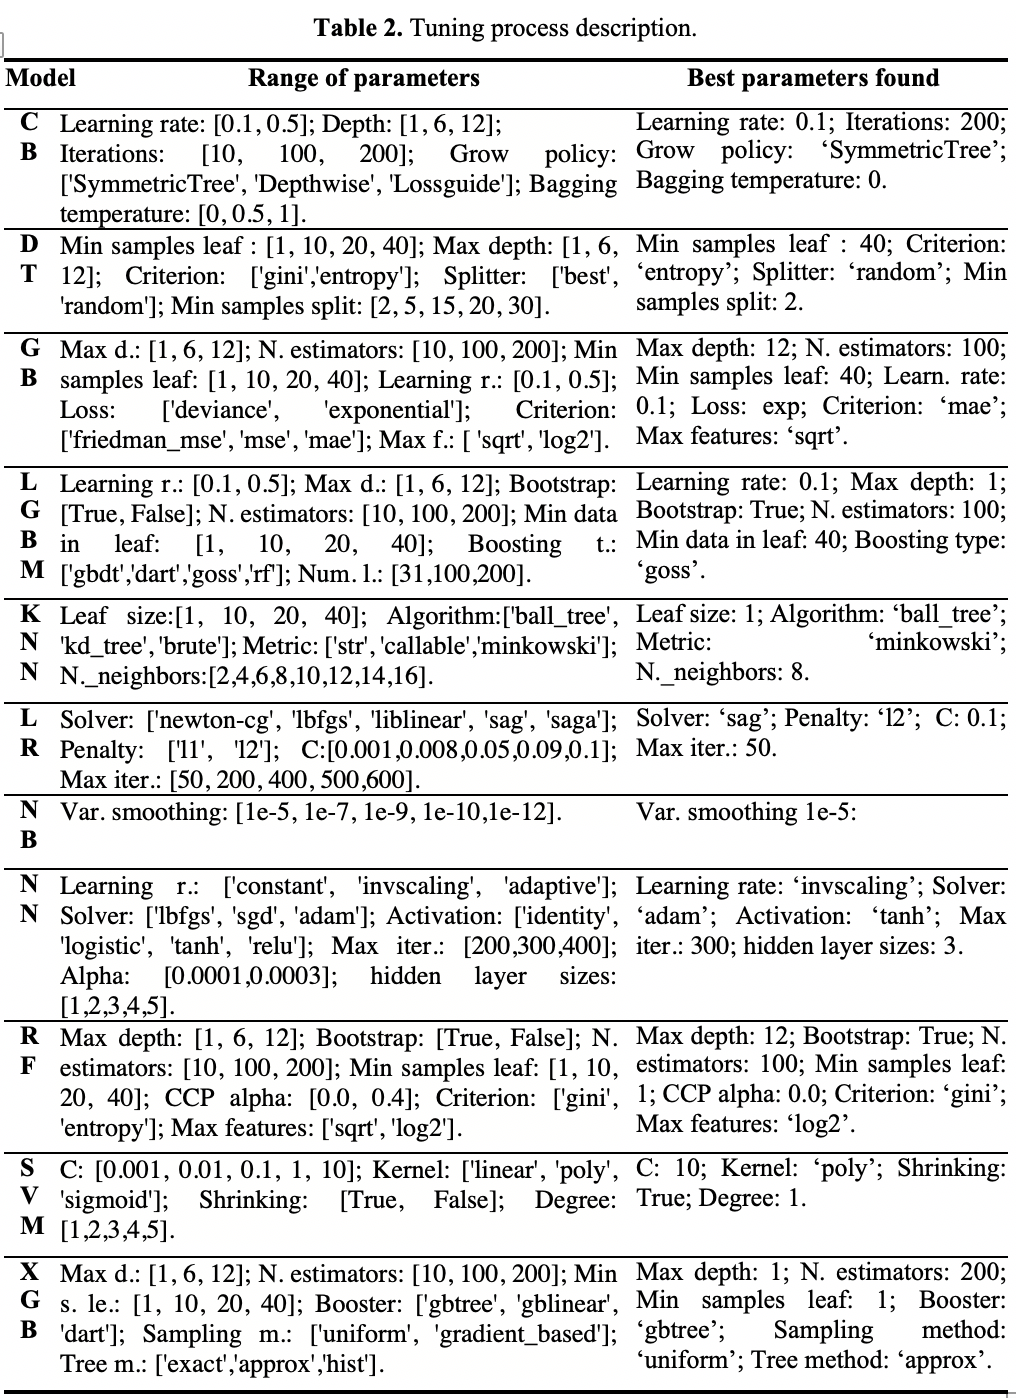 Table 2. Tuning process description.
Model Range of parameters Best parameters found
C Learning rate: [0.1, 0.5]; Depth: [1, 6, 12]; Learning rate: 0.1; Iterations: 200;
B Iterations: [10, 100, 200]; Grow policy: Grow policy: ‘SymmetricTree’;
['SymmetricTree', 'Depthwise', 'Lossguide']; Bagging Bagging temperature: 0.
temperature: [0, 0.5, 1].
D Min samples leaf : [1, 10, 20, 40]; Max depth: [1, 6, Min samples leaf : 40; Criterion:
T 12]; Criterion: ['gini','entropy']; Splitter: ['best', ‘entropy’; Splitter: ‘random’; Min
'random']; Min samples split: [2, 5, 15, 20, 30]. samples split: 2.
G Max d.: [1, 6, 12]; N. estimators: [10, 100, 200]; Min Max depth: 12; N. estimators: 100;
B samples leaf: [1, 10, 20, 40]; Learning r.: [0.1, 0.5]; Min samples leaf: 40; Learn. rate:
Loss: ['deviance', 'exponential']; Criterion: 0.1; Loss: exp; Criterion: ‘mae’;
['friedman_mse', 'mse', 'mae']; Max f.: [ 'sqrt', 'log2']. Max features: ‘sqrt’.
L Learning r.: [0.1, 0.5]; Max d.: [1, 6, 12]; Bootstrap: Learning rate: 0.1; Max depth: 1;
G [True, False]; N. estimators: [10, 100, 200]; Min data Bootstrap: True; N. estimators: 100;
B in leaf: [1, 10, 20, 40]; Boosting t.: Min data in leaf: 40; Boosting type:
M ['gbdt','dart','goss','rf']; Num. l.: [31,100,200]. ‘goss’.
K Leaf size:[1, 10, 20, 40]; Algorithm:['ball_tree', Leaf size: 1; Algorithm: ‘ball_tree’;
N 'kd_tree', 'brute']; Metric: ['str', 'callable','minkowski']; Metric: ‘minkowski’;
N N._neighbors:[2,4,6,8,10,12,14,16]. N._neighbors: 8.
L Solver: ['newton-cg', 'lbfgs', 'liblinear', 'sag', 'saga']; Solver: ‘sag’; Penalty: ‘l2’; C: 0.1;
R Penalty: ['l1', 'l2']; C:[0.001,0.008,0.05,0.09,0.1]; Max iter.: 50.
Max iter.: [50, 200, 400, 500,600].
N Var. smoothing: [1e-5, 1e-7, 1e-9, 1e-10,1e-12]. Var. smoothing 1e-5:
B
N Learning r.: ['constant', 'invscaling', 'adaptive']; Learning rate: ‘invscaling’; Solver:
N Solver: ['lbfgs', 'sgd', 'adam']; Activation: ['identity', ‘adam’; Activation: ‘tanh’; Max
'logistic', 'tanh', 'relu']; Max iter.: [200,300,400]; iter.: 300; hidden layer sizes: 3.
Alpha: [0.0001,0.0003]; hidden layer sizes:
[1,2,3,4,5].
R Max depth: [1, 6, 12]; Bootstrap: [True, False]; N. Max depth: 12; Bootstrap: True; N.
F estimators: [10, 100, 200]; Min samples leaf: [1, 10, estimators: 100; Min samples leaf:
20, 40]; CCP alpha: [0.0, 0.4]; Criterion: ['gini', 1; CCP alpha: 0.0; Criterion: ‘gini’;
'entropy']; Max features: ['sqrt', 'log2']. Max features: ‘log2’.
S C: [0.001, 0.01, 0.1, 1, 10]; Kernel: ['linear', 'poly', C: 10; Kernel: ‘poly’; Shrinking:
V 'sigmoid']; Shrinking: [True, False]; Degree: True; Degree: 1.
M [1,2,3,4,5].
X Max d.: [1, 6, 12]; N. estimators: [10, 100, 200]; Min Max depth: 1; N. estimators: 200;
G s. le.: [1, 10, 20, 40]; Booster: ['gbtree', 'gblinear', Min samples leaf: 1; Booster:
B 'dart']; Sampling m.: ['uniform', 'gradient_based']; ‘gbtree’; Sampling method:
Tree m.: ['exact','approx','hist']. ‘uniform’; Tree method: ‘approx’.